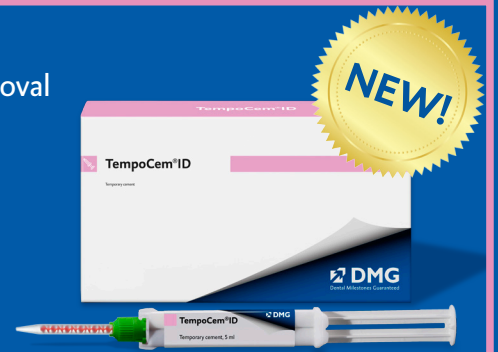 oval
NEW!
TempoCem®ID
TempoCem®ID
Temporary cement
DMG
Dental Milestones Guaranteed
TempoCem®ID
DMG
Temporary cement, 5 ml